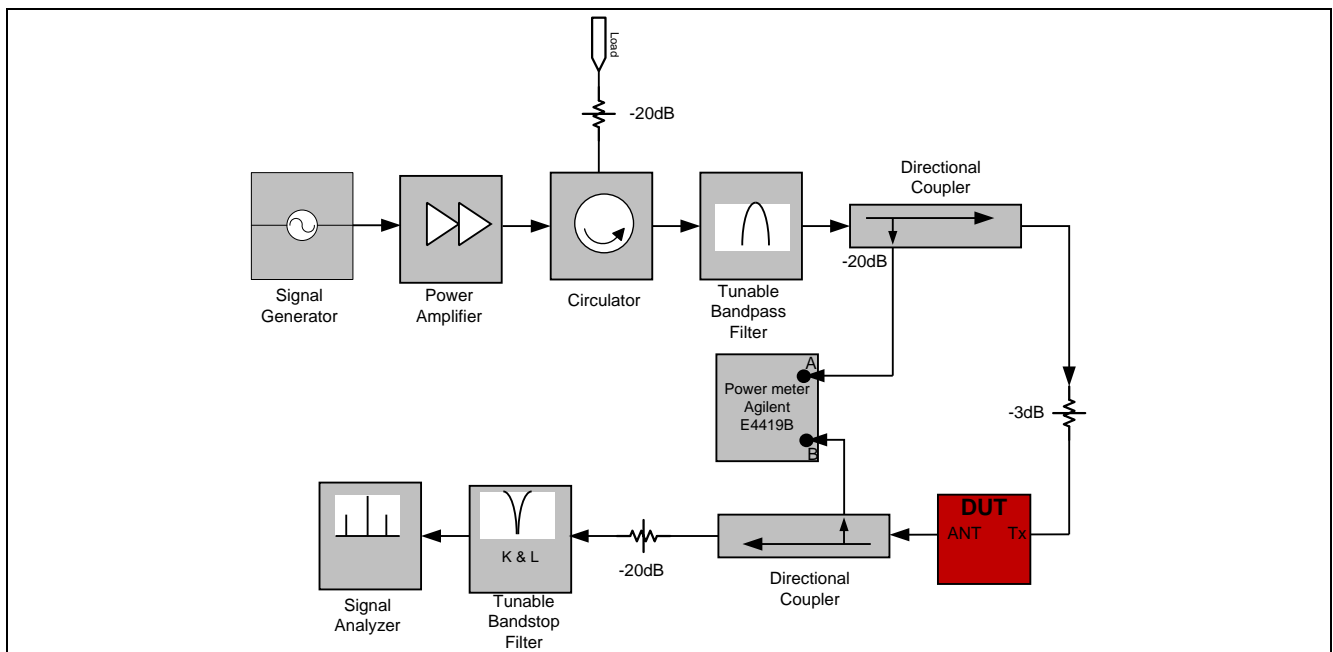 Load
-20dB
Signal
Generator
Power
Amplifier
Circulator
Tunable
Bandpass
Filter
Directional
Coupler
-20dB
A
Power meter
Agilent
E4419B
B
-3dB
DUT
ANT
Tx
Directional
Coupler
-20dB
K & L
Tunable
Bandstop
Filter
Signal
Analyzer